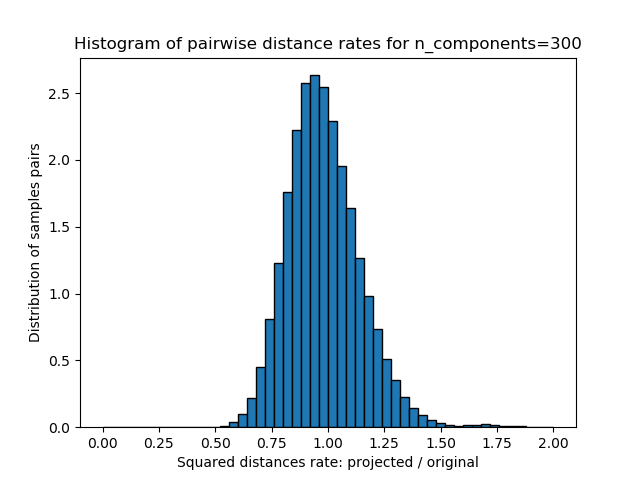 Histogram of pairwise distance rates for n_components=300
Distribution of samples pairs
2.5
2.0
1.5
1.0
0.5
0.0
0.00 0.25 0.50 0.75 1.00 1.25 1.50 1.75 2.00
Squared distances rate: projected / original